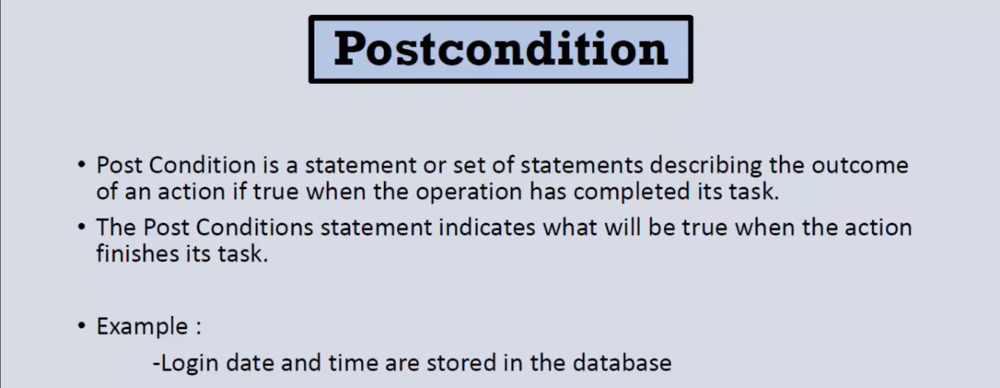 Postcondition
• Post Condition is a statement or set of statements describing the outcome
of an action if true when the operation has completed its task.
• The Post Conditions statement indicates what will be true when the action
finishes its task.
• Example :
-Login date and time are stored in the database